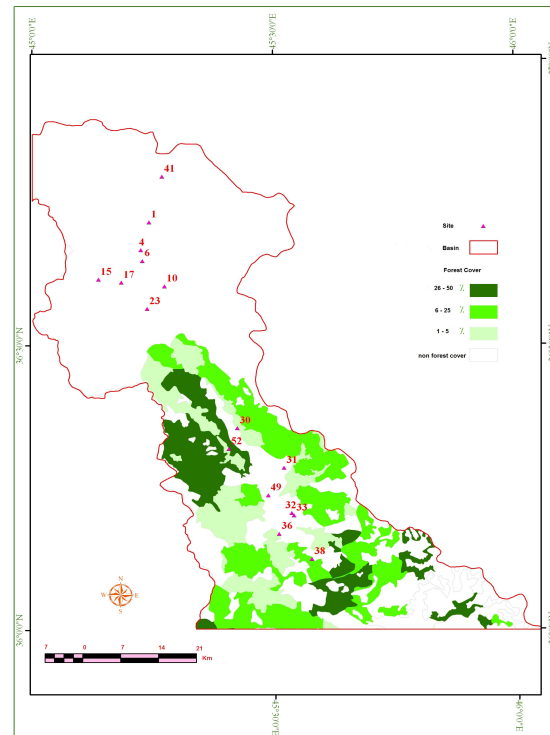 45°0'0"E 45°30'0"E 46°0'0"E
41
1
4
6
15
17
10
23
Site
Basin
Forest Cover
26 - 50 %
6 - 25 %
1 - 5 %
non forest cover
36°30'0"N
30
52
31
49
32
33
36
38
N
W E
S
36°0'0"N
7 0 7 14 21
Km
45°30'0"E 46°0'0"E